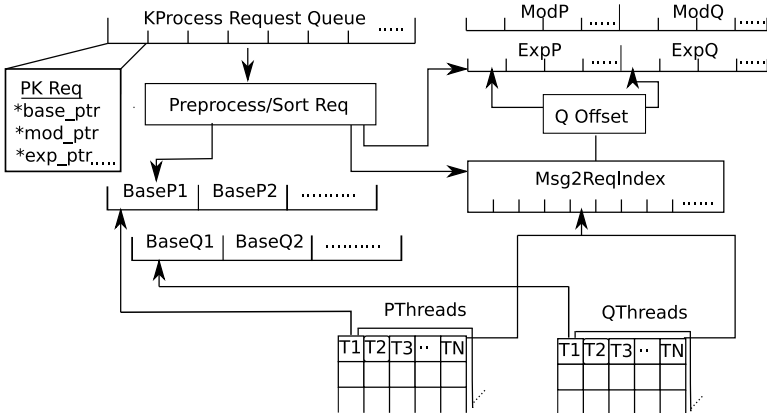 KProcess Request Queue ......
ModP ModQ
......
ExpP ExpQ
...... ......
PK Req
*base_ptr
*mod_ptr
*exp_ptr.....
Preprocess/Sort Req
Q Offset
Msg2ReqIndex
.......
BaseP1 BaseP2 ..........
BaseQ1 BaseQ2 ..........
PThreads
QThreads
T1 T2 T3 .. TN
T1 T2 T3 .. TN